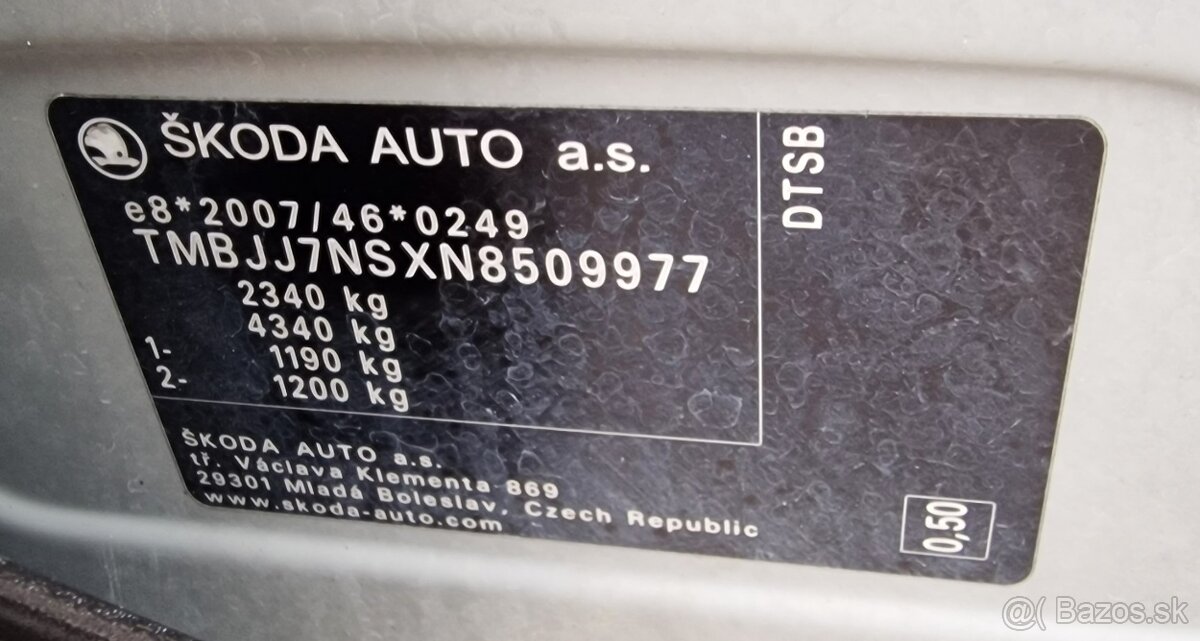 ŠKODA AUTO a.s.
e8*2007/46*0249
TMBJJ7NSXN8509977
2340 kg
4340 kg
1- 1190 kg
2- 1200 kg
DTSB
ŠKODA AUTO a.s.
tř. Václava Klementa 869
29301 Mladá Boleslav, Czech Republic
www.skoda-auto.com
0,50
@( Bazos.sk